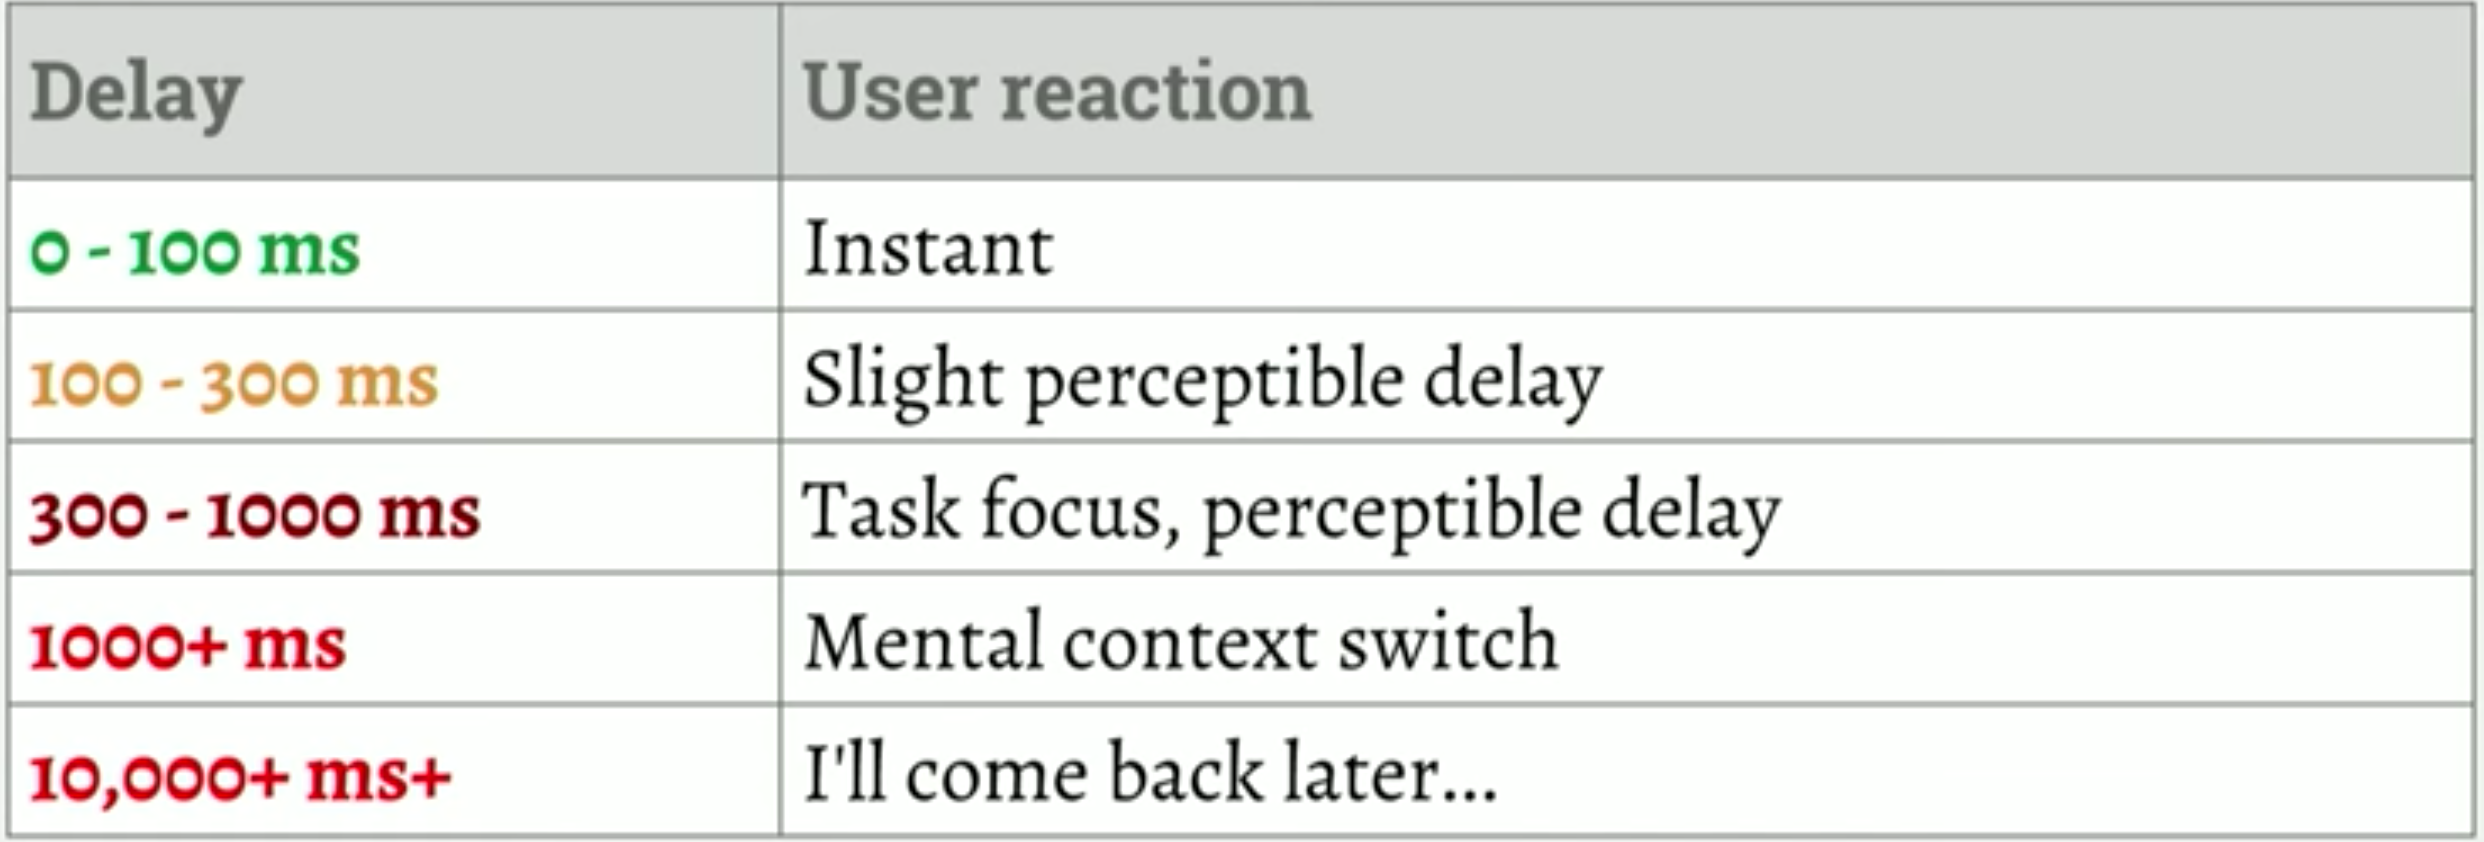 Delay User reaction
0 - 100 ms Instant
100 - 300 ms Slight perceptible delay
300 - 1000 ms Task focus, perceptible delay
1000+ ms Mental context switch
10,000+ ms+ I'll come back later...